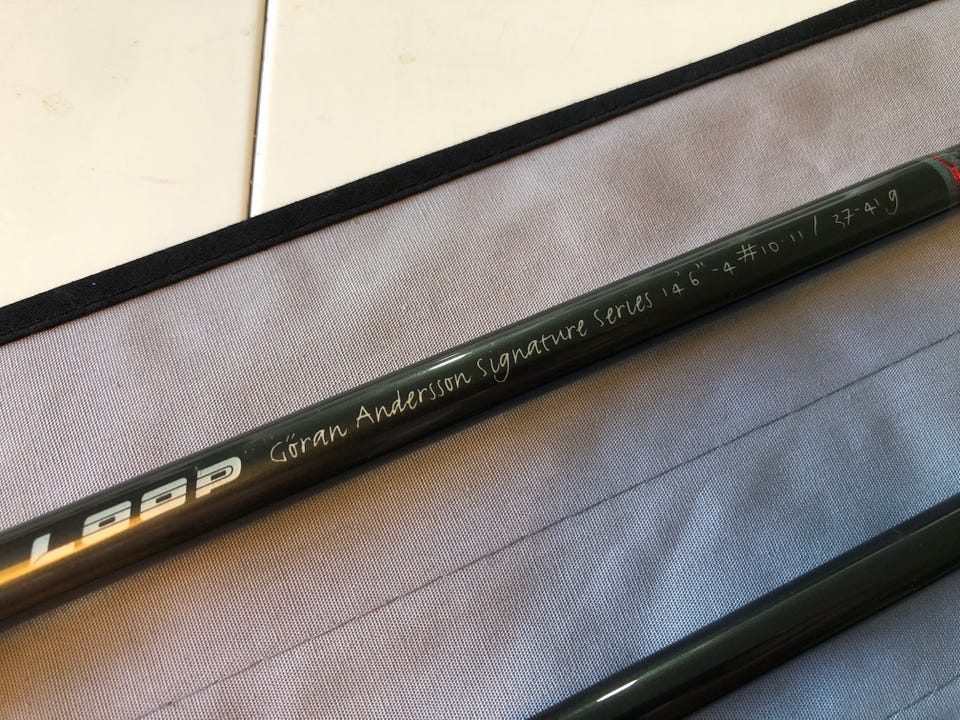 LOOP Göran Andersson Signature Series 14'6"-4 #10-11 / 37-41 g